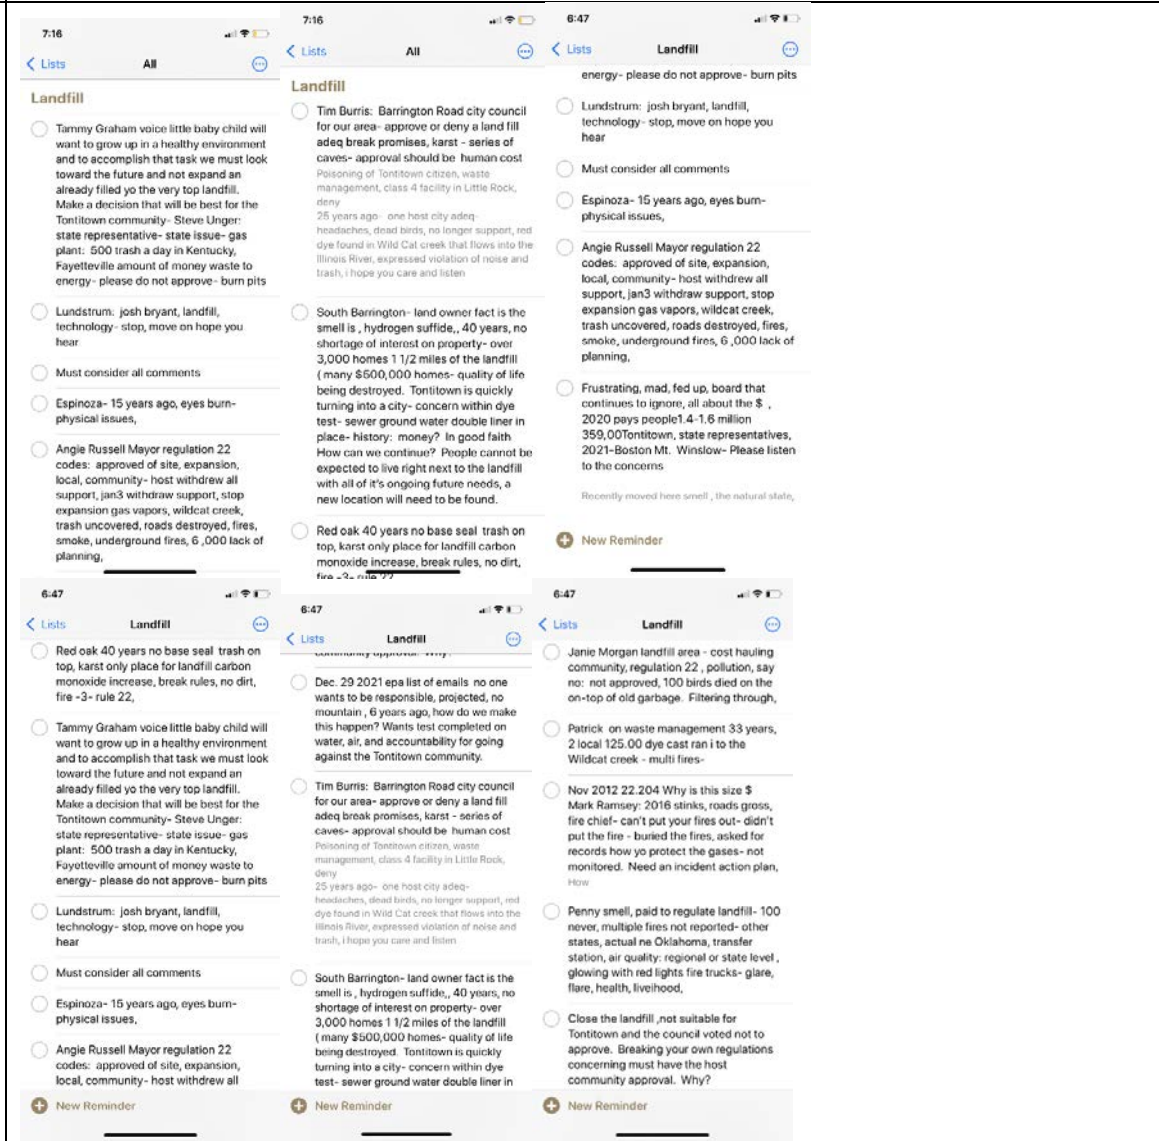 7:16
Lists
All
Landfill
Tammy Graham voice little baby child will
want to grow up in a healthy environment
and to accomplish that task we must look
toward the future and not expand an
already filled yo the very top landfill.
Make a decision that will be best for the
Tontitown community- Steve Unger:
state representative- state issue- gas
plant: 500 trash a day in Kentucky,
Fayetteville amount of money waste to
energy- please do not approve- burn pits
Lundstrum: josh bryant, landfill,
technology- stop, move on hope you
hear
Must consider all comments
Espinoza- 15 years ago, eyes burn-
physical issues,
Angie Russell Mayor regulation 22
codes: approved of site, expansion,
local, community- host withdrew all
support, jan3 withdraw support, stop
expansion gas vapors, wildcat creek,
trash uncovered, roads destroyed, fires,
smoke, underground fires, 6 ,000 lack of
planning,
7:16
Lists
All
Landfill
Tim Burris: Barrington Road city council
for our area- approve or deny a land fill
adeq break promises, karst - series of
caves- approval should be human cost
Poisoning of Tontitown citizen, waste
management, class 4 facility in Little Rock,
deny
25 years ago- one host city adeq-
headaches, dead birds, no longer support, red
dye found in Wild Cat creek that flows into the
Illinois River, expressed violation of noise and
trash, i hope you care and listen
South Barrington- land owner fact is the
smell is , hydrogen suffide,, 40 years, no
shortage of interest on property- over
3,000 homes 1 1/2 miles of the landfill
( many $500,000 homes- quality of life
being destroyed. Tontitown is quickly
turning into a city- concern within dye
test- sewer ground water double liner in
place- history: money? In good faith
How can we continue? People cannot be
expected to live right next to the landfill
with all of it's ongoing future needs, a
new location will need to be found.
Red oak 40 years no base seal trash on
top, karst only place for landfill carbon
monoxide increase, break rules, no dirt,
fire -3- rule 22
6:47
Lists
Landfill
energy- please do not approve- burn pits
Lundstrum: josh bryant, landfill,
technology- stop, move on hope you
hear
Must consider all comments
Espinoza- 15 years ago, eyes burn-
physical issues,
Angie Russell Mayor regulation 22
codes: approved of site, expansion,
local, community- host withdrew all
support, jan3 withdraw support, stop
expansion gas vapors, wildcat creek,
trash uncovered, roads destroyed, fires,
smoke, underground fires, 6 ,000 lack of
planning,
Frustrating, mad, fed up, board that
continues to ignore, all about the $ ,
2020 pays people1.4-1.6 million
359,00Tontitown, state representatives,
2021-Boston Mt. Winslow- Please listen
to the concerns
Recently moved here smell , the natural state,
New Reminder
6:47
Lists
Landfill
Red oak 40 years no base seal trash on
top, karst only place for landfill carbon
monoxide increase, break rules, no dirt,
fire -3- rule 22,
Tammy Graham voice little baby child will
want to grow up in a healthy environment
and to accomplish that task we must look
toward the future and not expand an
already filled yo the very top landfill.
Make a decision that will be best for the
Tontitown community- Steve Unger:
state representative- state issue- gas
plant: 500 trash a day in Kentucky,
Fayetteville amount of money waste to
energy- please do not approve- burn pits
Lundstrum: josh bryant, landfill,
technology- stop, move on hope you
hear
Must consider all comments
Espinoza- 15 years ago, eyes burn-
physical issues,
Angie Russell Mayor regulation 22
codes: approved of site, expansion,
local, community- host withdrew all
New Reminder
6:47
Lists
Landfill
community approval. Why?
Dec. 29 2021 epa list of emails no one
wants to be responsible, projected, no
mountain , 6 years ago, how do we make
this happen? Wants test completed on
water, air, and accountability for going
against the Tontitown community.
Tim Burris: Barrington Road city council
for our area- approve or deny a land fill
adeq break promises, karst - series of
caves- approval should be human cost
Poisoning of Tontitown citizen, waste
management, class 4 facility in Little Rock,
deny
25 years ago- one host city adeq-
headaches, dead birds, no longer support, red
dye found in Wild Cat creek that flows into the
Illinois River, expressed violation of noise and
trash, i hope you care and listen
South Barrington- land owner fact is the
smell is , hydrogen suffide,, 40 years, no
shortage of interest on property- over
3,000 homes 1 1/2 miles of the landfill
( many $500,000 homes- quality of life
being destroyed. Tontitown is quickly
turning into a city- concern within dye
test- sewer ground water double liner in
New Reminder
6:47
Lists
Landfill
Janie Morgan landfill area - cost hauling
community, regulation 22 , pollution, say
no: not approved, 100 birds died on the
on-top of old garbage. Filtering through,
Patrick on waste management 33 years,
2 local 125.00 dye cast ran i to the
Wildcat creek - multi fires-
Nov 2012 22.204 Why is this size $
Mark Ramsey: 2016 stinks, roads gross,
fire chief- can't put your fires out- didn't
put the fire - buried the fires, asked for
records how yo protect the gases- not
monitored. Need an incident action plan,
How
Penny smell, paid to regulate landfill- 100
never, multiple fires not reported- other
states, actual ne Oklahoma, transfer
station, air quality: regional or state level ,
glowing with red lights fire trucks- glare,
flare, health, liveihood,
Close the landfill ,not suitable for
Tontitown and the council voted not to
approve. Breaking your own regulations
concerning must have the host
community approval. Why?
New Reminder